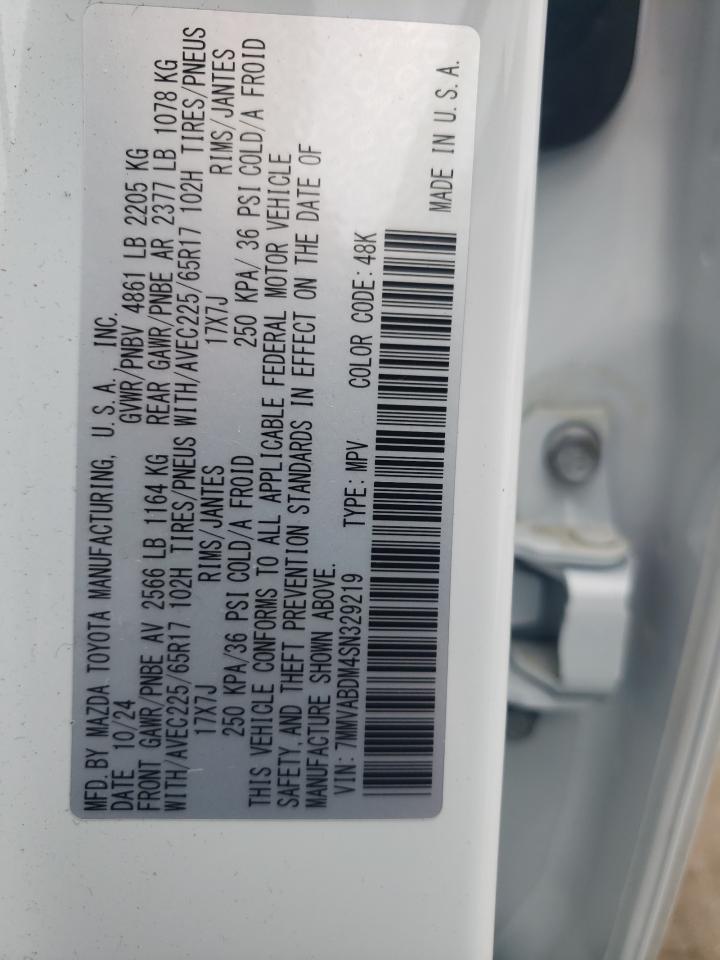 MFD. BY MAZDA TOYOTA MANUFACTURING, U.S.A., INC.
DATE 10/24 GVWR/PNBV 4861 LB 2205 KG
FRONT GAWR/PNBE AV 2566 LB 1164 KG REAR GAWR/PNBE AR 2377 LB 1078 KG
WITH/AVEC225/65R17 102H TIRES/PNEUS WITH/AVEC225/65R17 102H TIRES/PNEUS
17X7J RIMS/JANTES 17X7J RIMS/JANTES
250 KPA/36 PSI COLD/A FROID 250 KPA/ 36 PSI COLD/A FROID
THIS VEHICLE CONFORMS TO ALL APPLICABLE FEDERAL MOTOR VEHICLE
SAFETY, AND THEFT PREVENTION STANDARDS IN EFFECT ON THE DATE OF
MANUFACTURE SHOWN ABOVE.
VIN: 7MMVABDM4SN329219 TYPE: MPV COLOR CODE: 48K
MADE IN U.S.A.